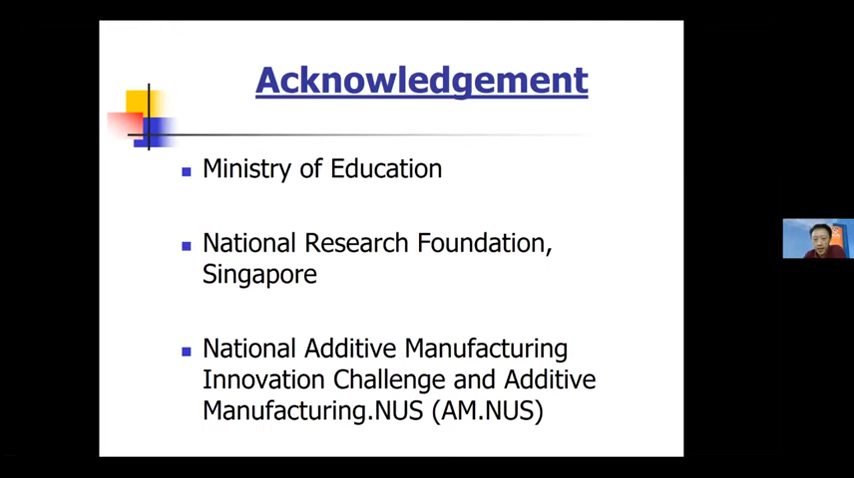 Acknowledgement
Ministry of Education
National Research Foundation,
Singapore
National Additive Manufacturing
Innovation Challenge and Additive
Manufacturing.NUS (AM.NUS)